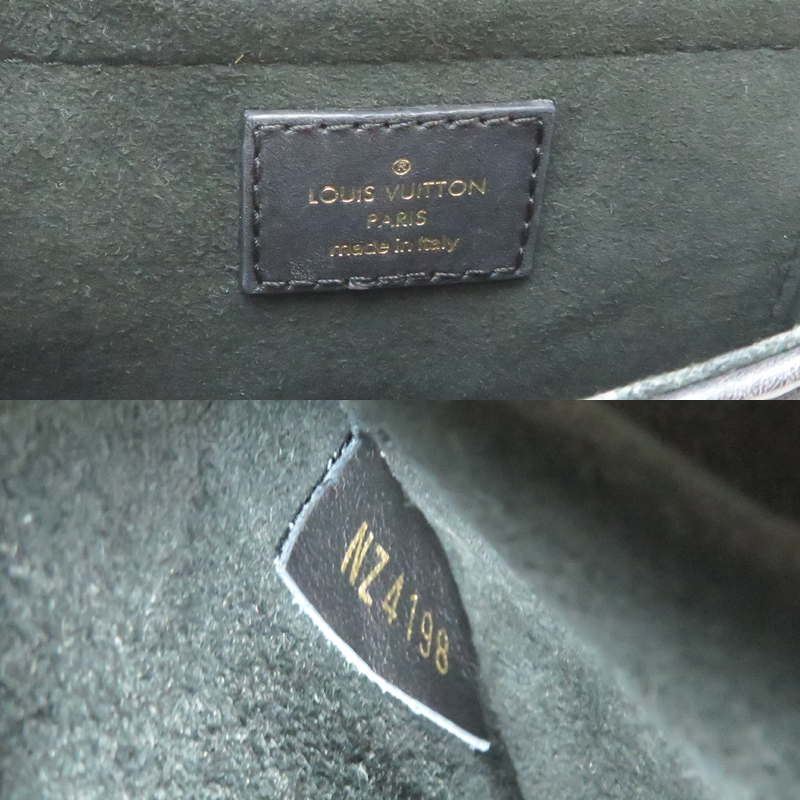 ®
LOUIS VUITTON
PARIS
made in Italy
NZ4198